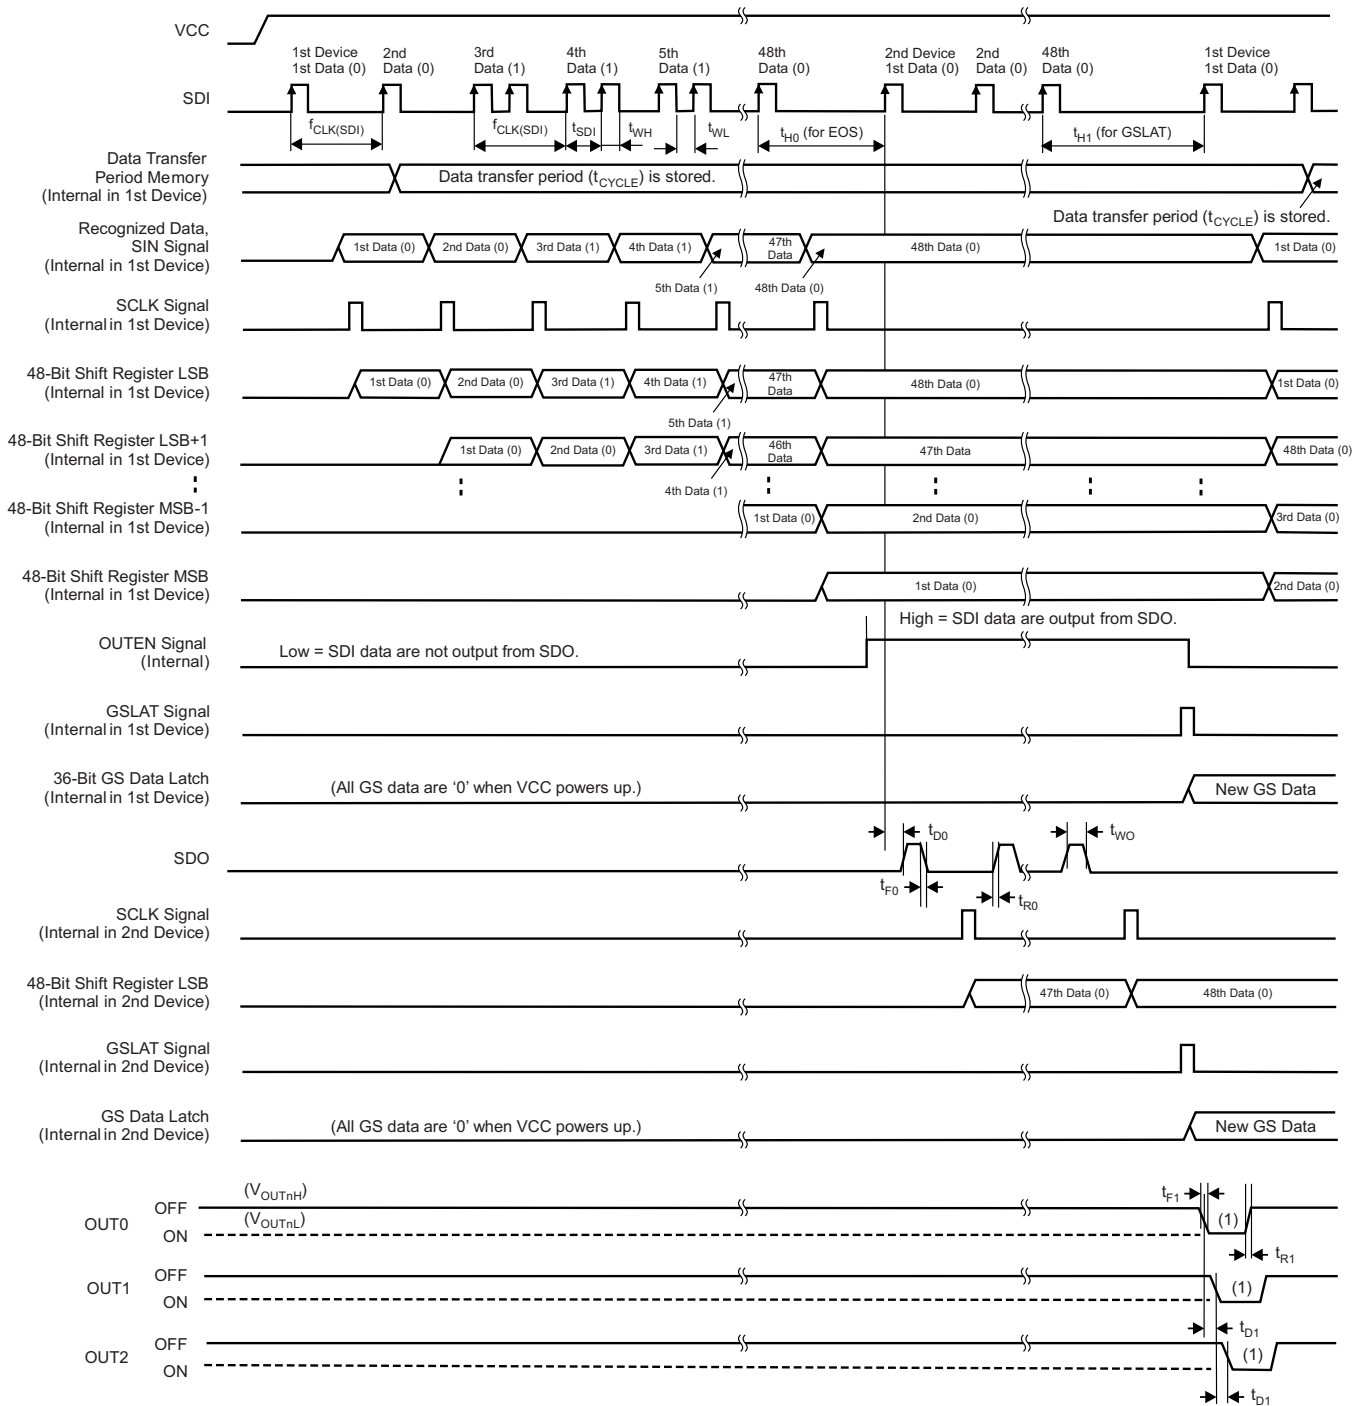 VCC
1st Device
1st Data (0)
2nd
Data (0)
3rd
Data (1)
4th
Data (1)
5th
Data (1)
48th
Data (0)
2nd Device
1st Data (0)
2nd
Data (0)
48th
Data (0)
1st Device
1st Data (0)
SDI
fCLK(SDI)
fCLK(SDI)
tSDI
tWH
tWL
tH0 (for EOS)
tH1 (for GSLAT)
Data Transfer
Period Memory
(Internal in 1st Device)
Data transfer period (tCYCLE) is stored.
Data transfer period (tCYCLE) is stored.
Recognized Data,
SIN Signal
(Internal in 1st Device)
1st Data (0)
2nd Data (0)
3rd Data (1)
4th Data (1)
47th
Data
48th Data (0)
1st Data (0)
5th Data (1)
48th Data (0)
SCLK Signal
(Internal in 1st Device)
48-Bit Shift Register LSB
(Internal in 1st Device)
1st Data (0)
2nd Data (0)
3rd Data (1)
4th Data (1)
47th
Data
48th Data (0)
1st Data (0)
5th Data (1)
48-Bit Shift Register LSB+1
(Internal in 1st Device)
1st Data (0)
2nd Data (0)
3rd Data (1)
46th
Data
47th Data
48th Data (0)
4th Data (1)
48-Bit Shift Register MSB-1
(Internal in 1st Device)
1st Data (0)
2nd Data (0)
3rd Data (0)
48-Bit Shift Register MSB
(Internal in 1st Device)
1st Data (0)
2nd Data (0)
OUTEN Signal
(Internal)
Low = SDI data are not output from SDO.
High = SDI data are output from SDO.
GSLAT Signal
(Internal in 1st Device)
36-Bit GS Data Latch
(Internal in 1st Device)
(All GS data are ‘0’ when VCC powers up.)
New GS Data
SDO
tD0
tWO
tF0
tR0
SCLK Signal
(Internal in 2nd Device)
48-Bit Shift Register LSB
(Internal in 2nd Device)
47th Data (0)
48th Data (0)
GSLAT Signal
(Internal in 2nd Device)
GS Data Latch
(Internal in 2nd Device)
(All GS data are ‘0’ when VCC powers up.)
New GS Data
OUT0
OFF
ON
(VOUTnH)
(VOUTnL)
tF1
(1)
tR1
OUT1
OFF
ON
(1)
tD1
OUT2
OFF
ON
(1)
tD1